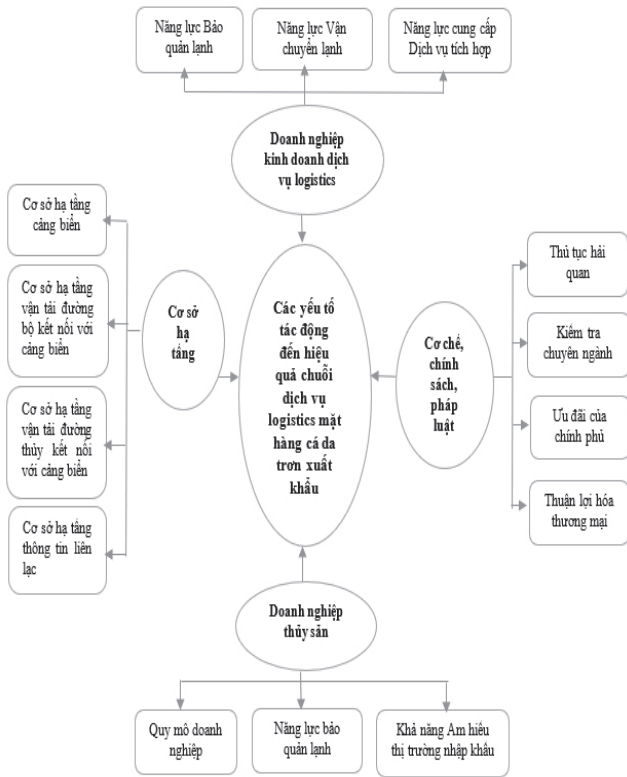 Năng lực Bảo
quản lạnh
Năng lực Vận
chuyển lạnh
Năng lực cung cấp
Dịch vụ tích hợp
Doanh nghiệp
kinh doanh dịch
vụ logistics
Cơ sở hạ tầng
cảng biển
Cơ sở hạ tầng
vận tải đường
bộ kết nối với
cảng biển
Cơ sở hạ tầng
vận tải đường
thủy kết nối
với cảng biển
Cơ sở hạ tầng
thông tin liên
lạc
Cơ sở
hạ
tầng
Các yếu tố
tác động
đến hiệu
quả chuỗi
dịch vụ
logistics mặt
hàng cá da
trơn xuất
khẩu
Cơ chế,
chính
sách,
pháp
luật
Thủ tục hải
quan
Kiểm tra
chuyên ngành
Ưu đãi của
chính phủ
Thuận lợi hóa
thương mại
Doanh nghiệp
thủy sản
Quy mô doanh
nghiệp
Năng lực bảo
quản lạnh
Khả năng Am hiểu
thị trường nhập khẩu